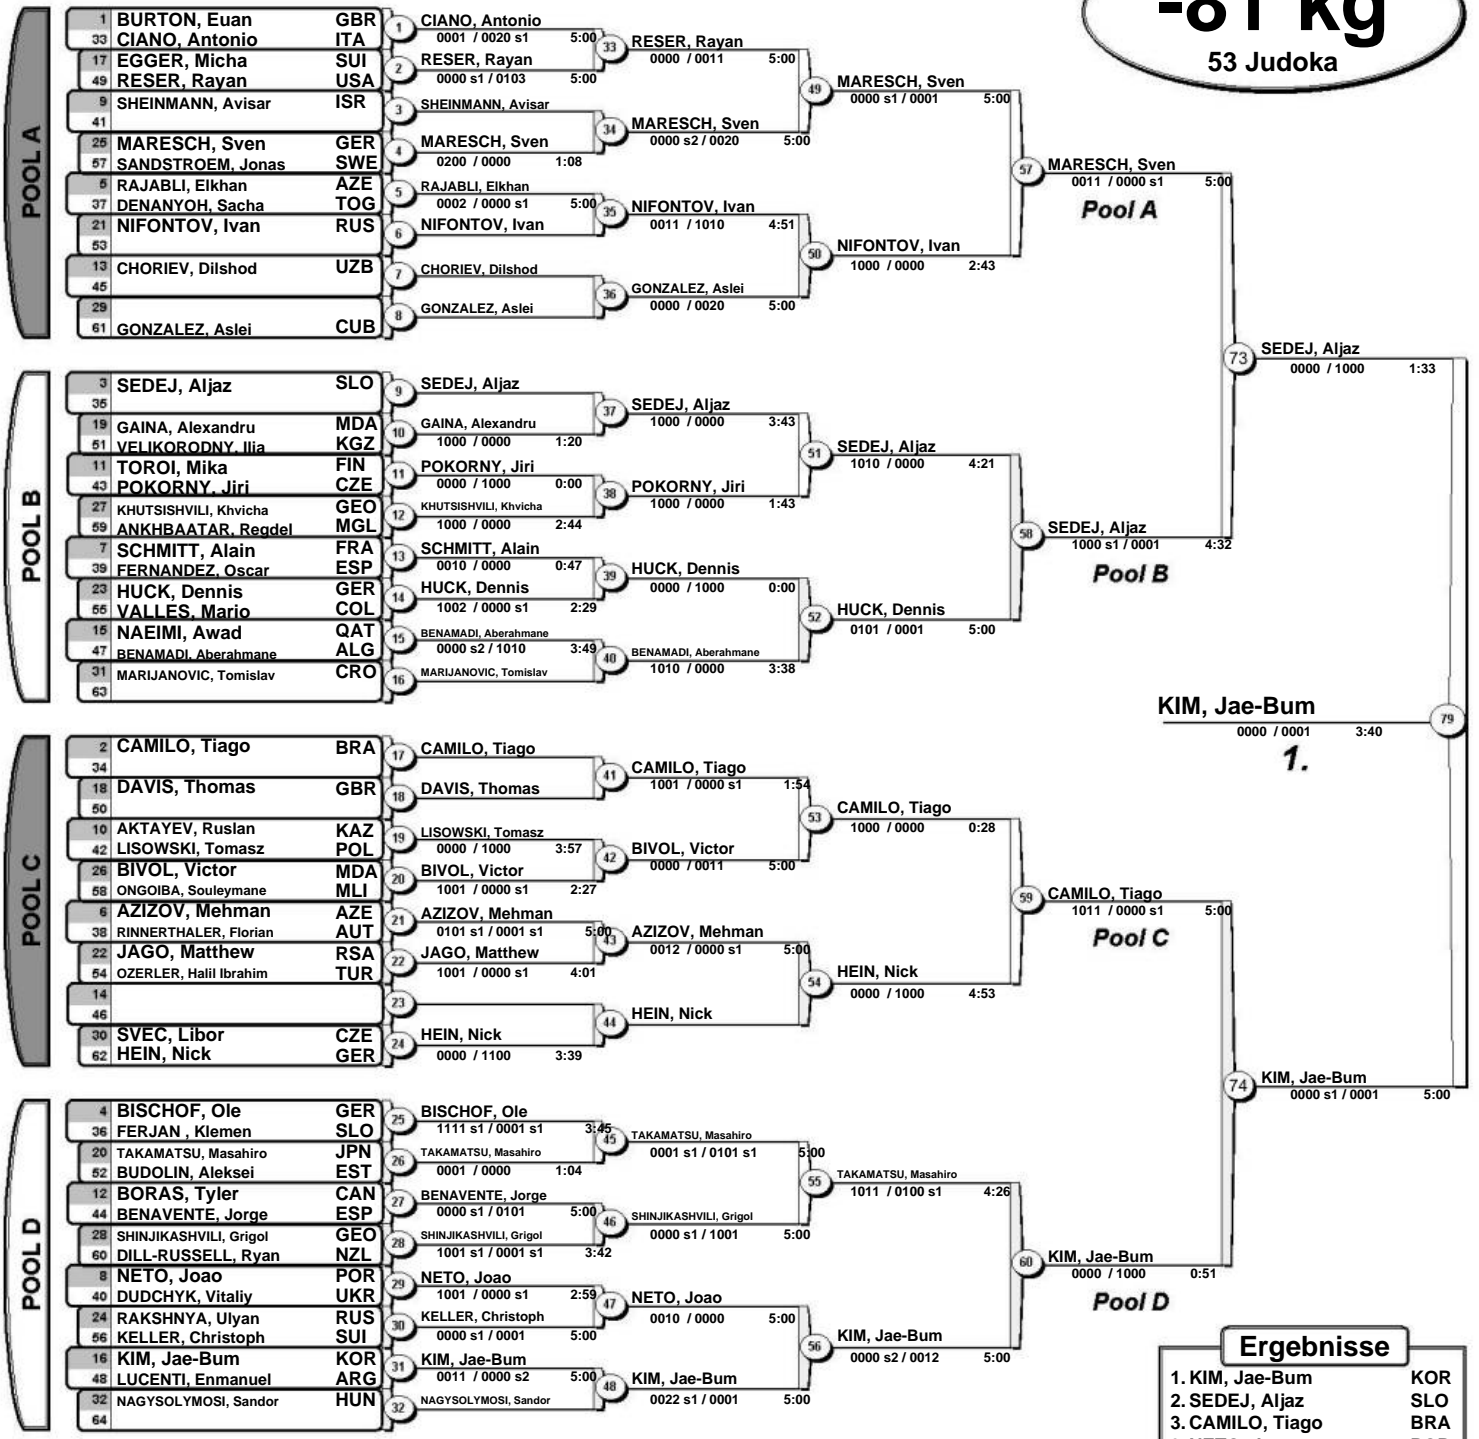 -81 kg
53 Judoka
POOL A
1 BURTON, Euan GBR
33 CIANO, Antonio ITA
17 EGGER, Micha SUI
49 RESER, Rayan USA
9 SHEINMANN, Avisar ISR
41
25 MARESCH, Sven GER
57 SANDSTROEM, Jonas SWE
5 RAJABLI, Elkhan AZE
37 DENANYOH, Sacha TOG
21 NIFONTOV, Ivan RUS
53
13 CHORIEV, Dilshod UZB
45
29
61 GONZALEZ, Aslei CUB
1 CIANO, Antonio
0001 / 0020 s1 5:00
2 RESER, Rayan
0000 s1 / 0103 5:00
3 SHEINMANN, Avisar
4 MARESCH, Sven
0200 / 0000 1:08
5 RAJABLI, Elkhan
0002 / 0000 s1 5:00
6 NIFONTOV, Ivan
7 CHORIEV, Dilshod
8 GONZALEZ, Aslei
33 RESER, Rayan
0000 / 0011 5:00
34 MARESCH, Sven
0000 s2 / 0020 5:00
35 NIFONTOV, Ivan
0011 / 1010 4:51
36 GONZALEZ, Aslei
0000 / 0020 5:00
49 MARESCH, Sven
0000 s1 / 0001 5:00
50 NIFONTOV, Ivan
1000 / 0000 2:43
57 MARESCH, Sven
0011 / 0000 s1 5:00
Pool A
POOL B
3 SEDEJ, Aljaz SLO
35
19 GAINA, Alexandru MDA
51 VELIKORODNY, Ilia KGZ
11 TOROI, Mika FIN
43 POKORNY, Jiri CZE
27 KHUTSISHVILI, Khvicha GEO
59 ANKHBAATAR, Regdel MGL
7 SCHMITT, Alain FRA
39 FERNANDEZ, Oscar ESP
23 HUCK, Dennis GER
55 VALLES, Mario COL
15 NAEIMI, Awad QAT
47 BENAMADI, Aberahmane ALG
31 MARIJANOVIC, Tomislav CRO
63
9 SEDEJ, Aljaz
10 GAINA, Alexandru
1000 / 0000 1:20
11 POKORNY, Jiri
0000 / 1000 0:00
12 KHUTSISHVILI, Khvicha
1000 / 0000 2:44
13 SCHMITT, Alain
0010 / 0000 0:47
14 HUCK, Dennis
1002 / 0000 s1 2:29
15 BENAMADI, Aberahmane
0000 s2 / 1010 3:49
16 MARIJANOVIC, Tomislav
37 SEDEJ, Aljaz
1000 / 0000 3:43
38 POKORNY, Jiri
1000 / 0000 1:43
39 HUCK, Dennis
0000 / 1000 0:00
40 BENAMADI, Aberahmane
1010 / 0000 3:38
51 SEDEJ, Aljaz
1010 / 0000 4:21
52 HUCK, Dennis
0101 / 0001 5:00
58 SEDEJ, Aljaz
1000 s1 / 0001 4:32
Pool B
73 SEDEJ, Aljaz
0000 / 1000 1:33
KIM, Jae-Bum 79
0000 / 0001 3:40
1.
POOL C
2 CAMILO, Tiago BRA
34
18 DAVIS, Thomas GBR
50
10 AKTAYEV, Ruslan KAZ
42 LISOWSKI, Tomasz POL
26 BIVOL, Victor MDA
58 ONGOIBA, Souleymane MLI
6 AZIZOV, Mehman AZE
38 RINNERTHALER, Florian AUT
22 JAGO, Matthew RSA
54 OZERLER, Halil Ibrahim TUR
14
46
30 SVEC, Libor CZE
62 HEIN, Nick GER
17 CAMILO, Tiago
18 DAVIS, Thomas
19 LISOWSKI, Tomasz
0000 / 1000 3:57
20 BIVOL, Victor
1001 / 0000 s1 2:27
21 AZIZOV, Mehman
0101 s1 / 0001 s1 5:00
22 JAGO, Matthew
1001 / 0000 s1 4:01
23
24 HEIN, Nick
0000 / 1100 3:39
41 CAMILO, Tiago
1001 / 0000 s1 1:54
42 BIVOL, Victor
0000 / 0011 5:00
43 AZIZOV, Mehman
0012 / 0000 s1 5:00
44 HEIN, Nick
53 CAMILO, Tiago
1000 / 0000 0:28
54 HEIN, Nick
0000 / 1000 4:53
59 CAMILO, Tiago
1011 / 0000 s1 5:00
Pool C
74 KIM, Jae-Bum
0000 s1 / 0001 5:00
POOL D
4 BISCHOF, Ole GER
36 FERJAN , Klemen SLO
20 TAKAMATSU, Masahiro JPN
52 BUDOLIN, Aleksei EST
12 BORAS, Tyler CAN
44 BENAVENTE, Jorge ESP
28 SHINJIKASHVILI, Grigol GEO
60 DILL-RUSSELL, Ryan NZL
8 NETO, Joao POR
40 DUDCHYK, Vitaliy UKR
24 RAKSHNYA, Ulyan RUS
56 KELLER, Christoph SUI
16 KIM, Jae-Bum KOR
48 LUCENTI, Enmanuel ARG
32 NAGYSOLYMOSI, Sandor HUN
64
25 BISCHOF, Ole
1111 s1 / 0001 s1 3:45
26 TAKAMATSU, Masahiro
0001 / 0000 1:04
27 BENAVENTE, Jorge
0000 s1 / 0101 5:00
28 SHINJIKASHVILI, Grigol
1001 s1 / 0001 s1 3:42
29 NETO, Joao
1001 / 0000 s1 2:59
30 KELLER, Christoph
0000 s1 / 0001 5:00
31 KIM, Jae-Bum
0011 / 0000 s2 5:00
32 NAGYSOLYMOSI, Sandor
45 TAKAMATSU, Masahiro
0001 s1 / 0101 s1 5:00
46 SHINJIKASHVILI, Grigol
0000 s1 / 1001 5:00
47 NETO, Joao
0010 / 0000 5:00
48 KIM, Jae-Bum
0022 s1 / 0001 5:00
55 TAKAMATSU, Masahiro
1011 / 0100 s1 4:26
56 KIM, Jae-Bum
0000 s2 / 0012 5:00
60 KIM, Jae-Bum
0000 / 1000 0:51
Pool D
Ergebnisse
1. KIM, Jae-Bum KOR
2. SEDEJ, Aljaz SLO
3. CAMILO, Tiago BRA